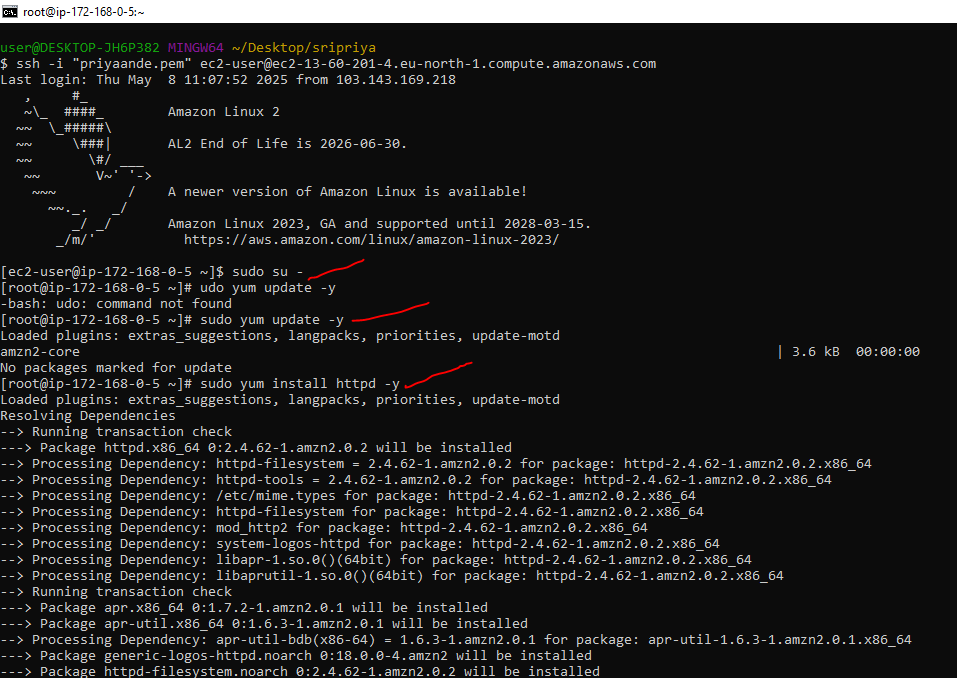 root@ip-172-168-0-5:~
user@DESKTOP-JH6P382 MINGW64 ~/Desktop/sripriya
$ ssh -i "priyaande.pem" ec2-user@ec2-13-60-201-4.eu-north-1.compute.amazonaws.com
Last login: Thu May  8 11:07:52 2025 from 103.143.169.218
   ,     #_
   ~\_  ####_        Amazon Linux 2
  ~~  \_#####\
  ~~     \###|       AL2 End of Life is 2026-06-30.
  ~~       \#/ ___
   ~~       V~' '->
    ~~~         /    A newer version of Amazon Linux is available!
      ~~._.   _/
         _/ _/       Amazon Linux 2023, GA and supported until 2028-03-15.
       _/m/'           https://aws.amazon.com/linux/amazon-linux-2023/
[ec2-user@ip-172-168-0-5 ~]$ sudo su -
[root@ip-172-168-0-5 ~]# udo yum update -y
-bash: udo: command not found
[root@ip-172-168-0-5 ~]# sudo yum update -y
Loaded plugins: extras_suggestions, langpacks, priorities, update-motd
amzn2-core                                                                                       | 3.6 kB  00:00:00
No packages marked for update
[root@ip-172-168-0-5 ~]# sudo yum install httpd -y
Loaded plugins: extras_suggestions, langpacks, priorities, update-motd
Resolving Dependencies
--> Running transaction check
---> Package httpd.x86_64 0:2.4.62-1.amzn2.0.2 will be installed
--> Processing Dependency: httpd-filesystem = 2.4.62-1.amzn2.0.2 for package: httpd-2.4.62-1.amzn2.0.2.x86_64
--> Processing Dependency: httpd-tools = 2.4.62-1.amzn2.0.2 for package: httpd-2.4.62-1.amzn2.0.2.x86_64
--> Processing Dependency: /etc/mime.types for package: httpd-2.4.62-1.amzn2.0.2.x86_64
--> Processing Dependency: httpd-filesystem for package: httpd-2.4.62-1.amzn2.0.2.x86_64
--> Processing Dependency: mod_http2 for package: httpd-2.4.62-1.amzn2.0.2.x86_64
--> Processing Dependency: system-logos-httpd for package: httpd-2.4.62-1.amzn2.0.2.x86_64
--> Processing Dependency: libapr-1.so.0()(64bit) for package: httpd-2.4.62-1.amzn2.0.2.x86_64
--> Processing Dependency: libaprutil-1.so.0()(64bit) for package: httpd-2.4.62-1.amzn2.0.2.x86_64
--> Running transaction check
---> Package apr.x86_64 0:1.7.2-1.amzn2.0.1 will be installed
---> Package apr-util.x86_64 0:1.6.3-1.amzn2.0.1 will be installed
--> Processing Dependency: apr-util-bdb(x86-64) = 1.6.3-1.amzn2.0.1 for package: apr-util-1.6.3-1.amzn2.0.1.x86_64
---> Package generic-logos-httpd.noarch 0:18.0.0-4.amzn2 will be installed
---> Package httpd-filesystem.noarch 0:2.4.62-1.amzn2.0.2 will be installed